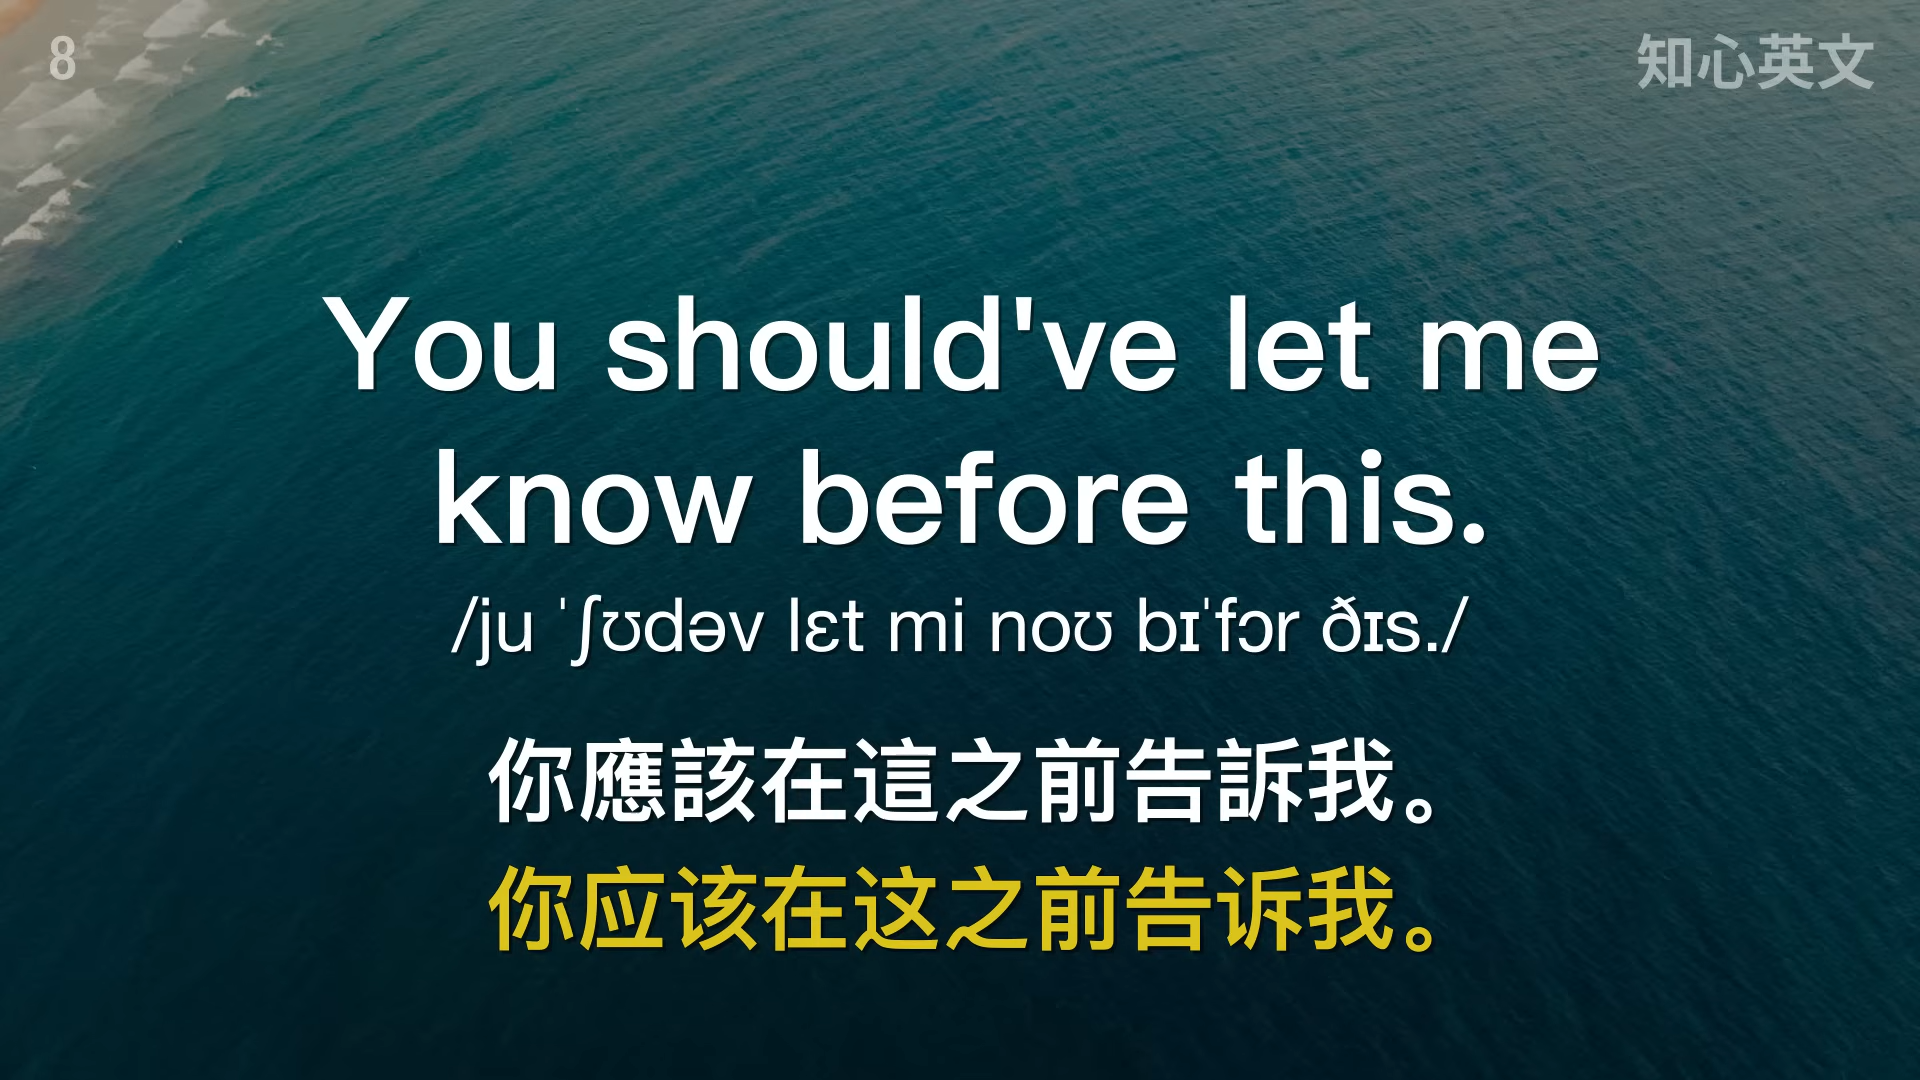 8
知心英文
You should've let me
know before this.
/ju ˈʃʊdəv lɛt mi noʊ bɪˈfɔr ðɪs./
你應該在這之前告訴我。
你应该在这之前告诉我。